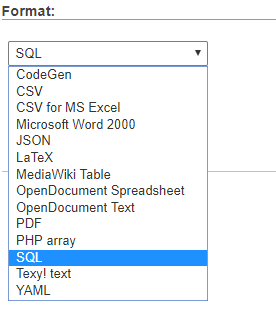 Format:
SQL
CodeGen
CSV
CSV for MS Excel
Microsoft Word 2000
JSON
LaTeX
MediaWiki Table
OpenDocument Spreadsheet
OpenDocument Text
PDF
PHP array
SQL
Texy! text
YAML